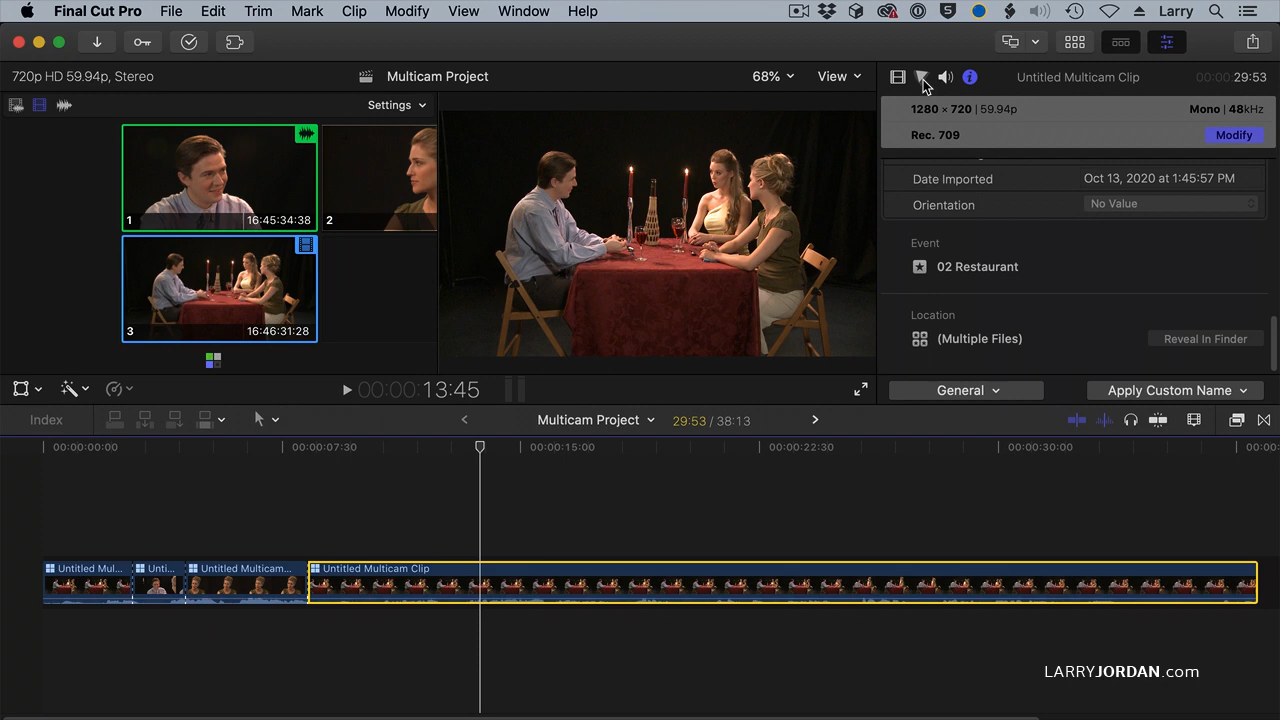 Final Cut Pro File Edit Trim Mark Clip Modify View Window Help Larry
720p HD 59.94p, Stereo Multicam Project 68% View Untitled Multicam Clip 00:00:29:53
Settings
1280 × 720 | 59.94p Mono | 48kHz
Rec. 709 Modify
Date Imported Oct 13, 2020 at 1:45:57 PM
Orientation No Value
1 16:45:34:38 2
Event
02 Restaurant
Location
3 16:46:31:28
(Multiple Files) Reveal In Finder
00:00:13:45
General Apply Custom Name
Index Multicam Project 29:53 / 38:13
00:00:00:00 00:00:07:30 00:00:15:00 00:00:22:30 00:00:30:00 00:00:
Untitled Mul... Unti... Untitled Multicam... Untitled Multicam Clip
LARRYJORDAN.com